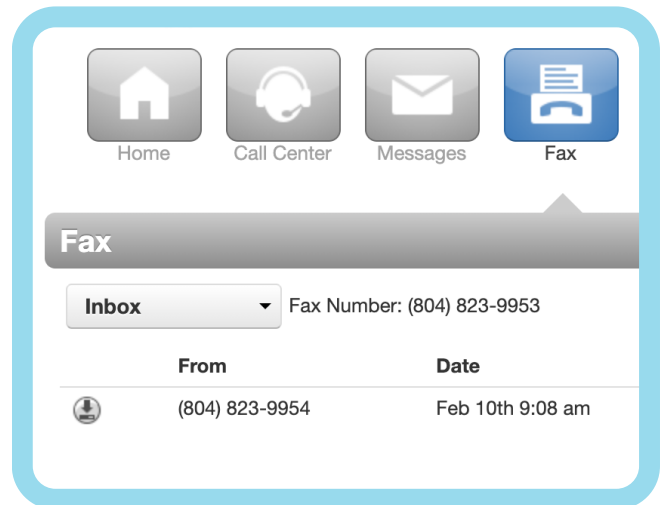 Home Call Center Messages Fax
Fax
Inbox Fax Number: (804) 823-9953
From Date
(804) 823-9954 Feb 10th 9:08 am